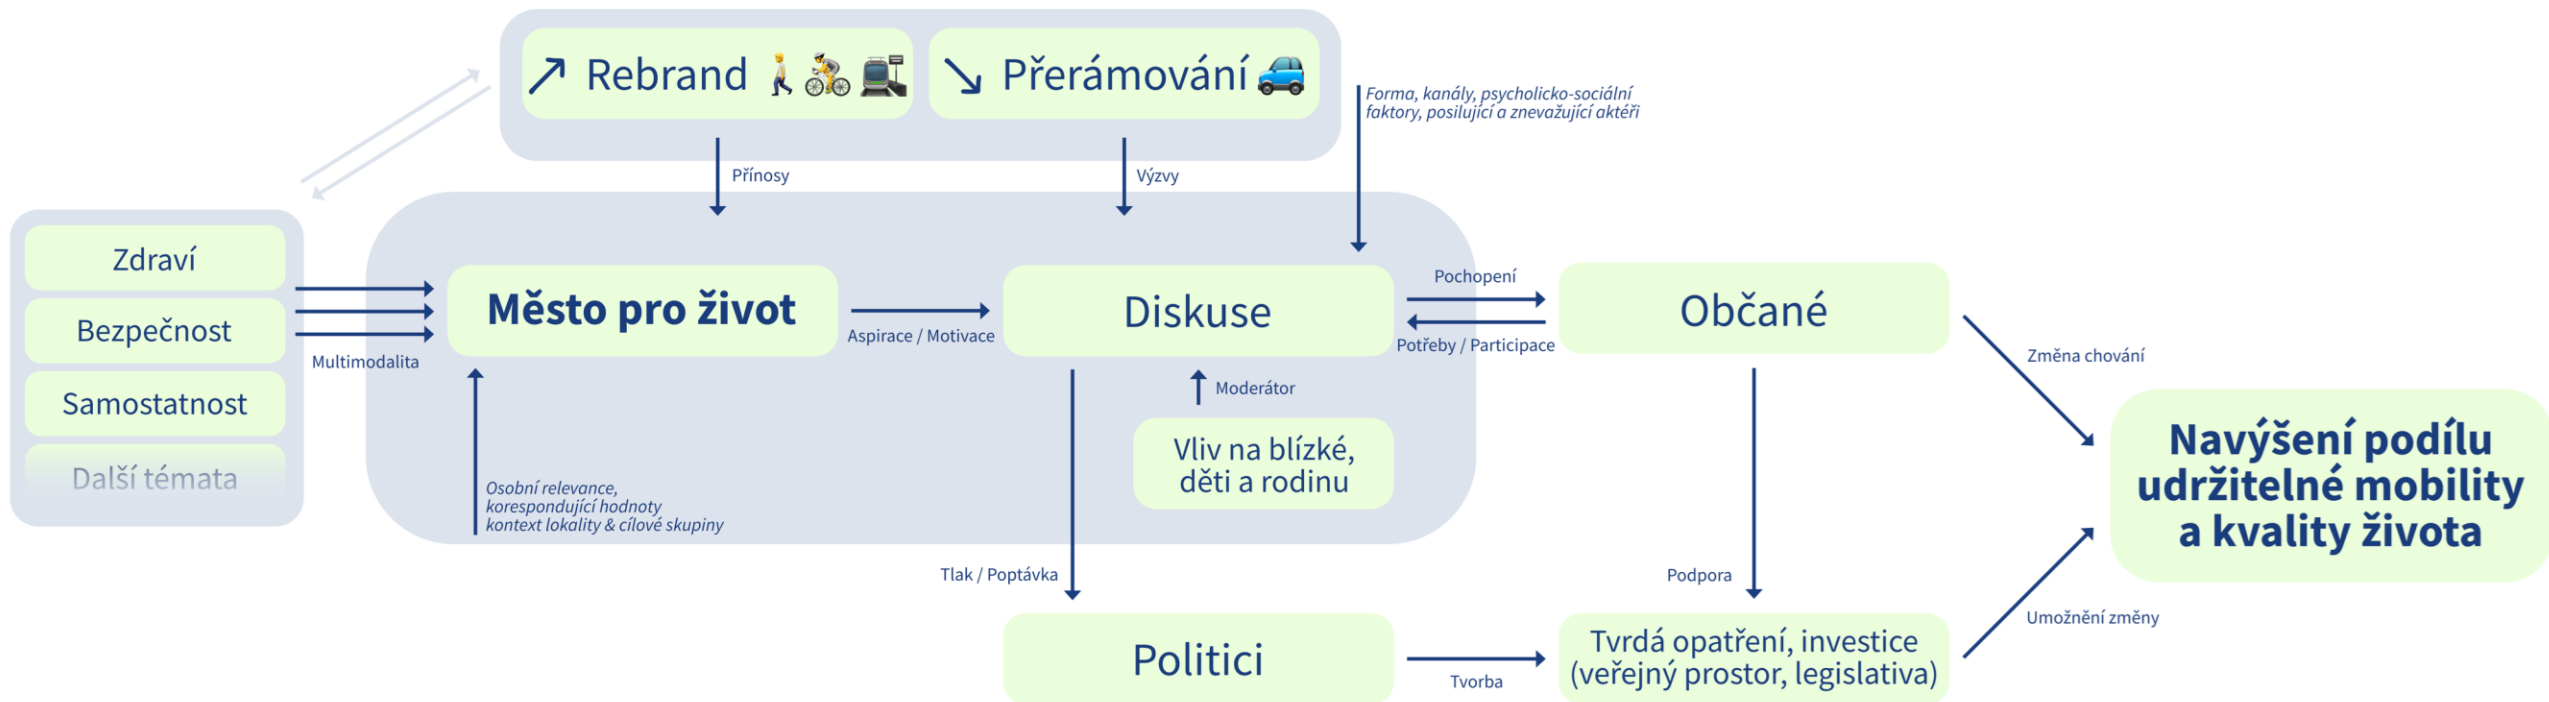 Rebrand
Přerámování
Forma, kanály, psycholicko-sociální
faktory, posilující a znevažující aktéři
Přínosy
Výzvy
Zdraví
Bezpečnost
Samostatnost
Další témata
Multimodalita
Město pro život
Aspirace / Motivace
Diskuse
Pochopení
Potřeby / Participace
Občané
Změna chování
Moderátor
Vliv na blízké,
děti a rodinu
Osobní relevance,
korespondující hodnoty
kontext lokality & cílové skupiny
Navýšení podílu
udržitelné mobility
a kvality života
Tlak / Poptávka
Podpora
Umožnění změny
Politici
Tvorba
Tvrdá opatření, investice
(veřejný prostor, legislativa)